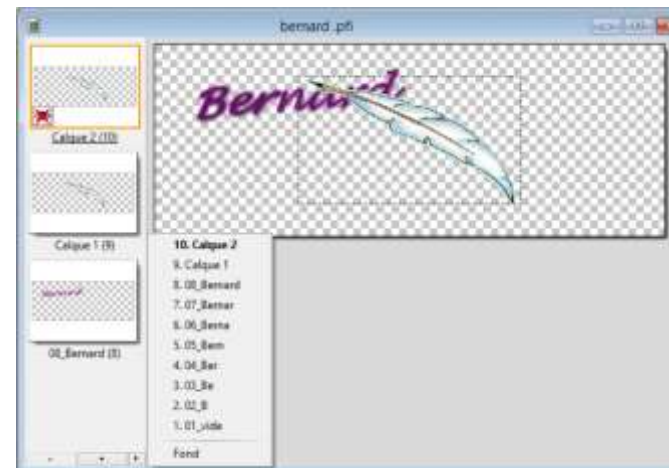 bernard .pfi
Bernard,
Calque 2 (10)
Calque 1 (9)
Bernard
08_Bernard (8)
10. Calque 2
9. Calque 1
8. 08_Bernard
7. 07_Bernar
6. 06_Berna
5. 05_Bern
4. 04_Ber
3. 03_Be
2. 02_B
1. 01_vide
Fond